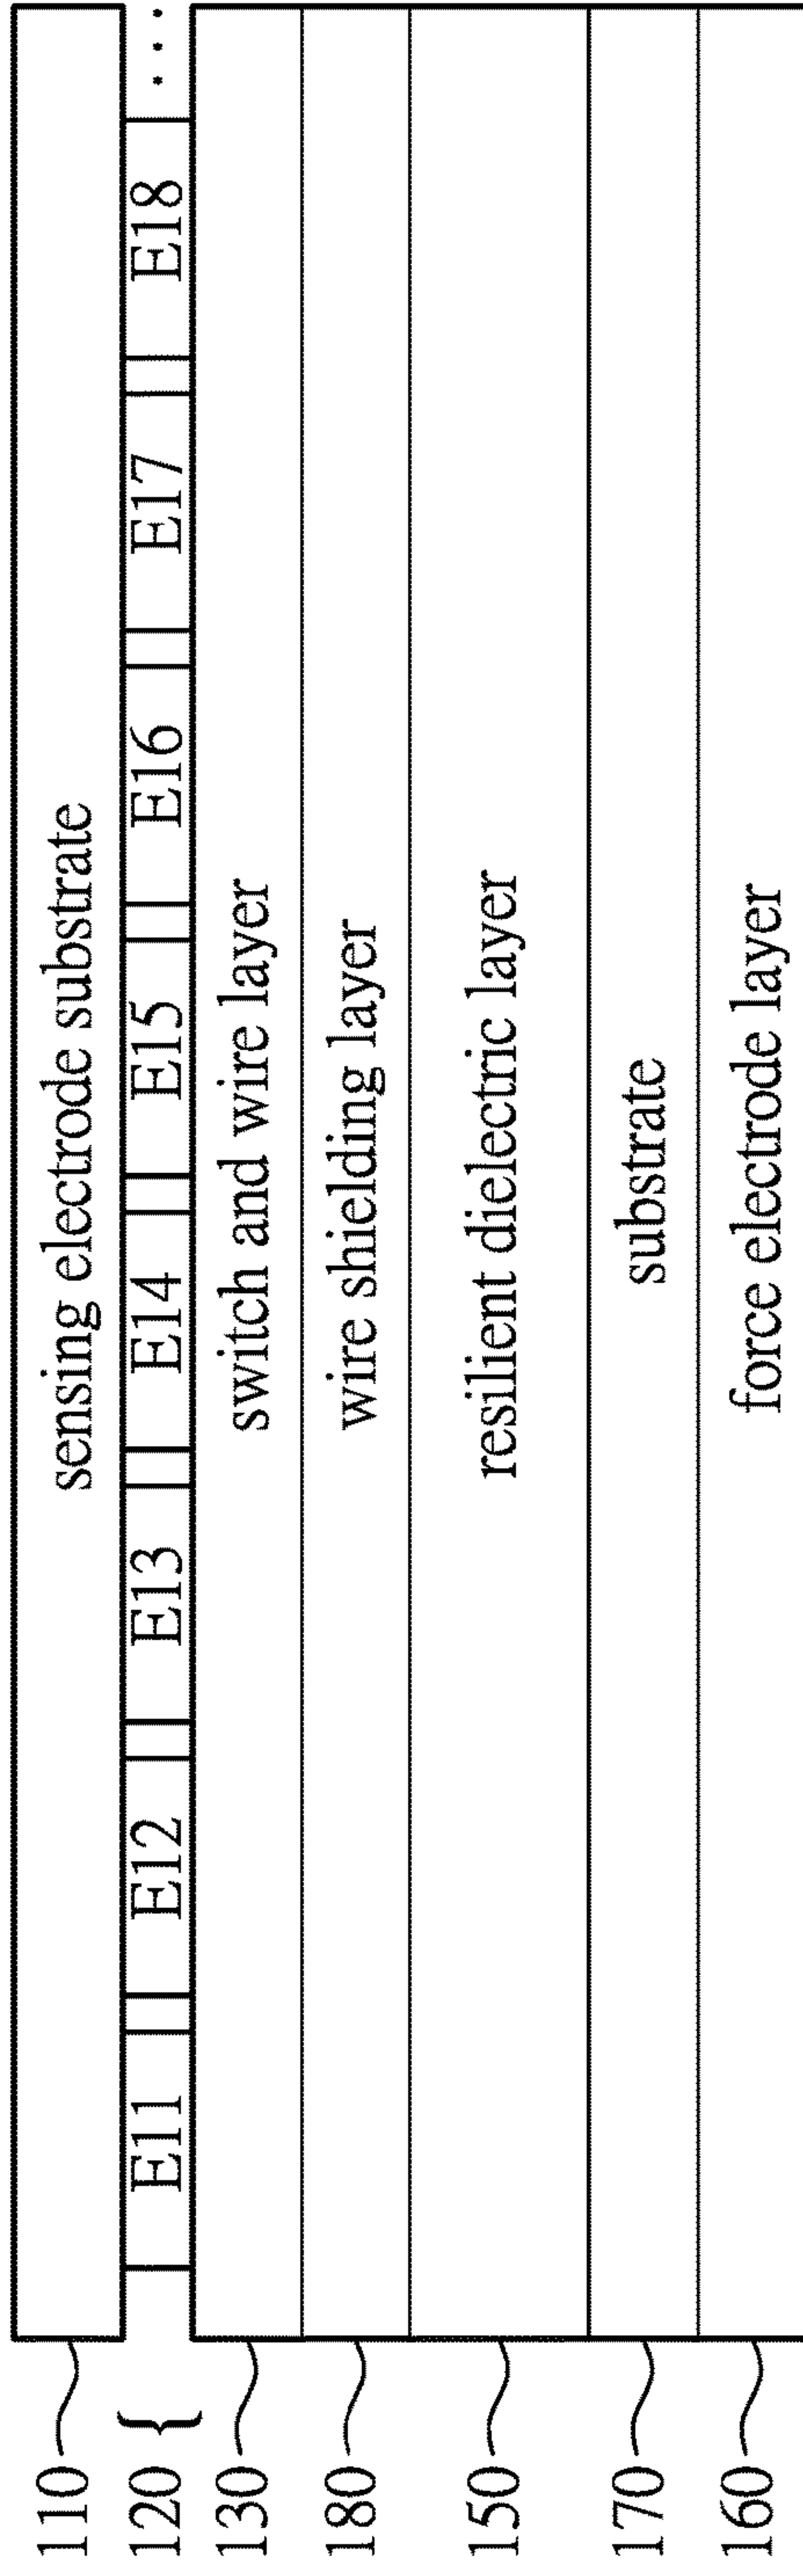 110 sensing electrode substrate
120 { E11 E12 E13 E14 E15 E16 E17 E18 ...
130 switch and wire layer
180 wire shielding layer
150 resilient dielectric layer
170 substrate
160 force electrode layer